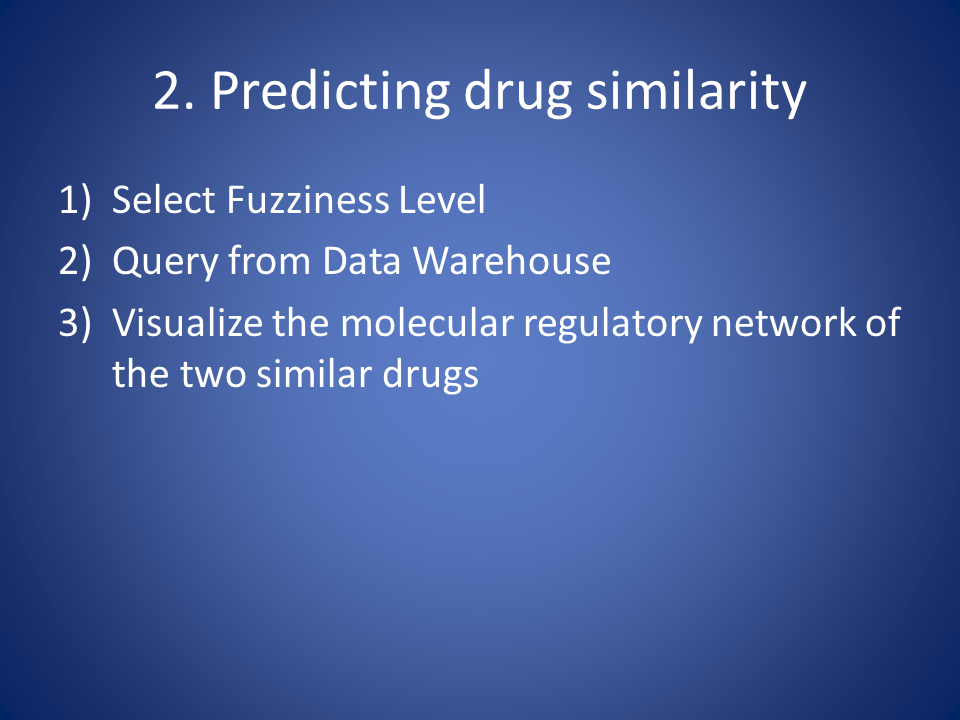 2. Predicting drug similarity
1) Select Fuzziness Level
2) Query from Data Warehouse
3) Visualize the molecular regulatory network of
the two similar drugs